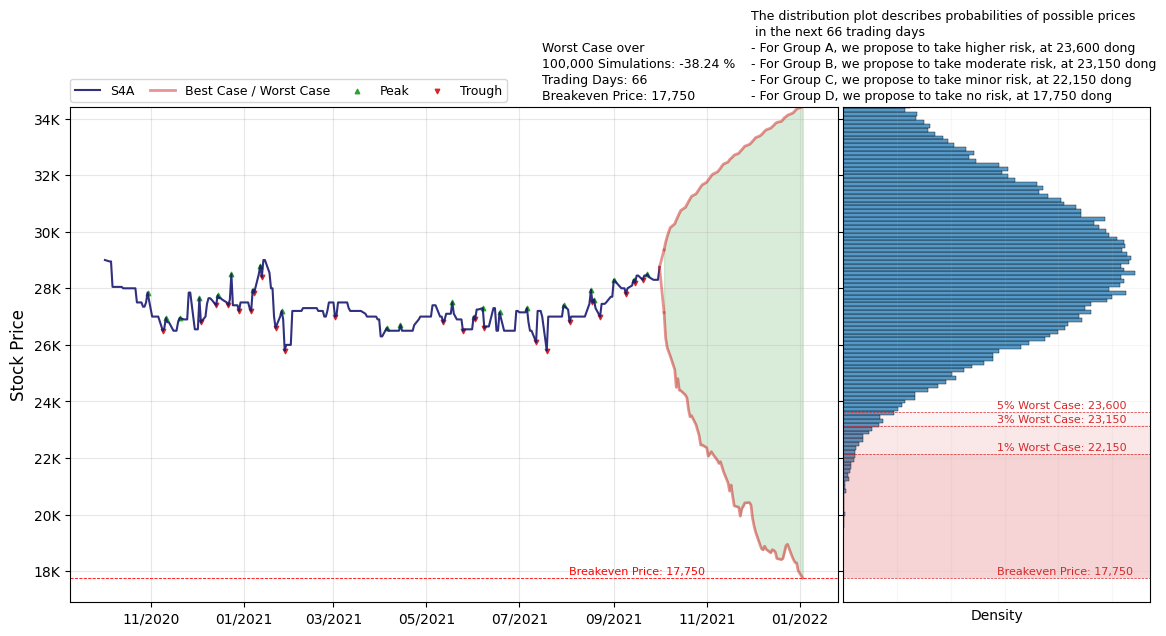 The distribution plot describes probabilities of possible prices
in the next 66 trading days
- For Group A, we propose to take higher risk, at 23,600 dong
- For Group B, we propose to take moderate risk, at 23,150 dong
- For Group C, we propose to take minor risk, at 22,150 dong
- For Group D, we propose to take no risk, at 17,750 dong
Worst Case over
100,000 Simulations: -38.24 %
Trading Days: 66
Breakeven Price: 17,750
S4A
Best Case / Worst Case
Peak
Trough
Stock Price
34K
32K
30K
28K
26K
24K
22K
20K
18K
Breakeven Price: 17,750
11/2020
01/2021
03/2021
05/2021
07/2021
09/2021
11/2021
01/2022
5% Worst Case: 23,600
3% Worst Case: 23,150
1% Worst Case: 22,150
Breakeven Price: 17,750
Density